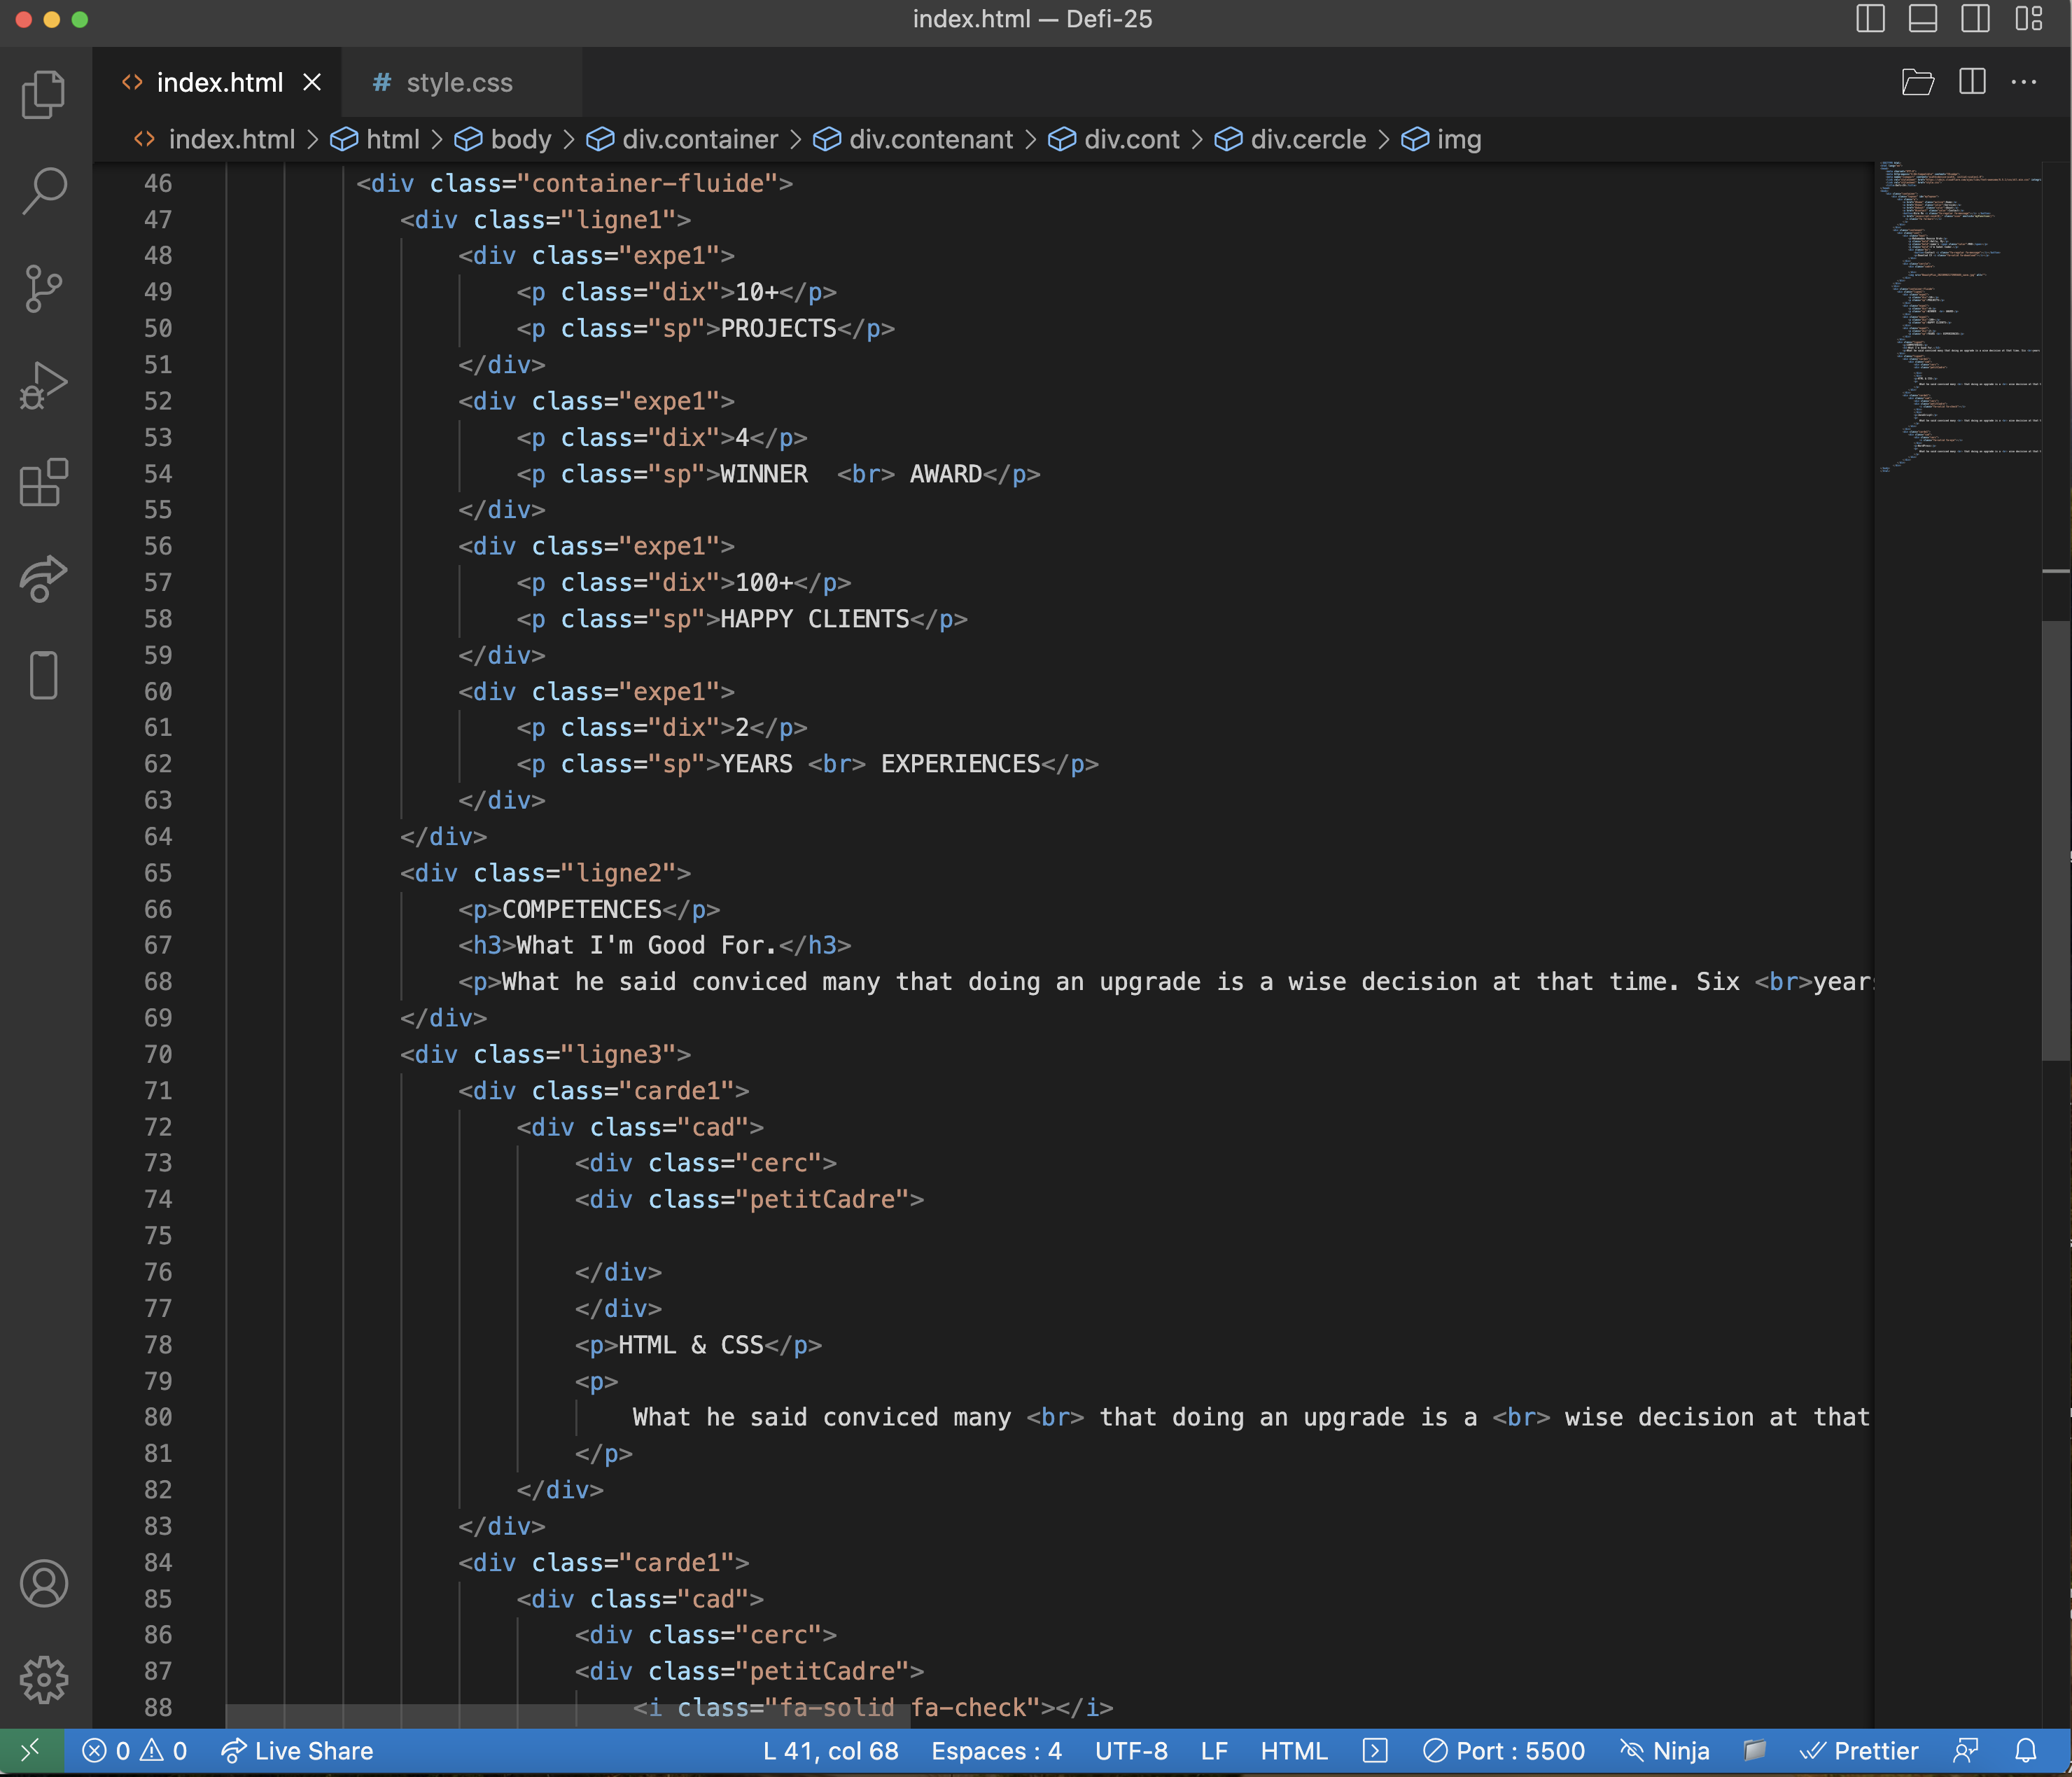 index.html — Defi-25
index.html
# style.css
index.html > html > body > div.container > div.contenant > div.cont > div.cercle > img
46 <div class="container-fluide">
47 <div class="ligne1">
48 <div class="expe1">
49 <p class="dix">10+</p>
50 <p class="sp">PROJECTS</p>
51 </div>
52 <div class="expe1">
53 <p class="dix">4</p>
54 <p class="sp">WINNER  <br> AWARD</p>
55 </div>
56 <div class="expe1">
57 <p class="dix">100+</p>
58 <p class="sp">HAPPY CLIENTS</p>
59 </div>
60 <div class="expe1">
61 <p class="dix">2</p>
62 <p class="sp">YEARS <br> EXPERIENCES</p>
63 </div>
64 </div>
65 <div class="ligne2">
66 <p>COMPETENCES</p>
67 <h3>What I'm Good For.</h3>
68 <p>What he said conviced many that doing an upgrade is a wise decision at that time. Six <br>years
69 </div>
70 <div class="ligne3">
71 <div class="carde1">
72 <div class="cad">
73 <div class="cerc">
74 <div class="petitCadre">
75
76 </div>
77 </div>
78 <p>HTML & CSS</p>
79 <p>
80 What he said conviced many <br> that doing an upgrade is a <br> wise decision at that
81 </p>
82 </div>
83 </div>
84 <div class="carde1">
85 <div class="cad">
86 <div class="cerc">
87 <div class="petitCadre">
88 <i class="fa-solid fa-check"></i>
0 0 Live Share L 41, col 68 Espaces : 4 UTF-8 LF HTML Port : 5500 Ninja Prettier